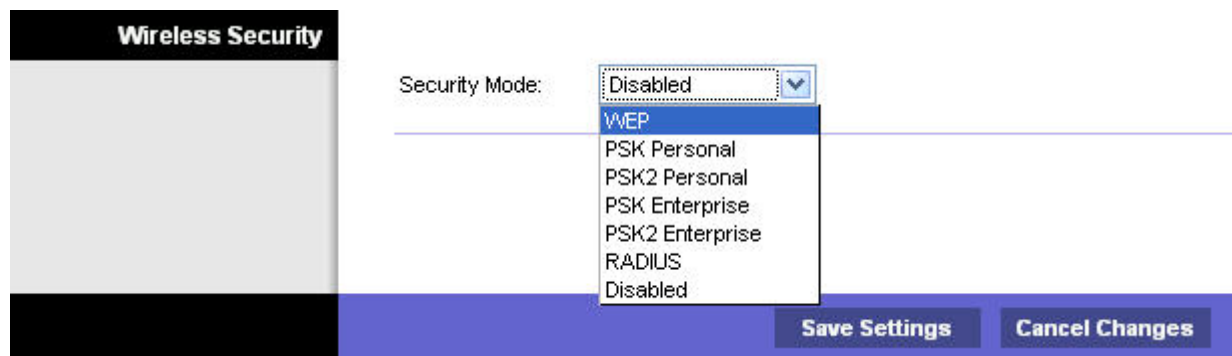 Wireless Security
Security Mode: Disabled
WEP
PSK Personal
PSK2 Personal
PSK Enterprise
PSK2 Enterprise
RADIUS
Disabled
Save Settings Cancel Changes